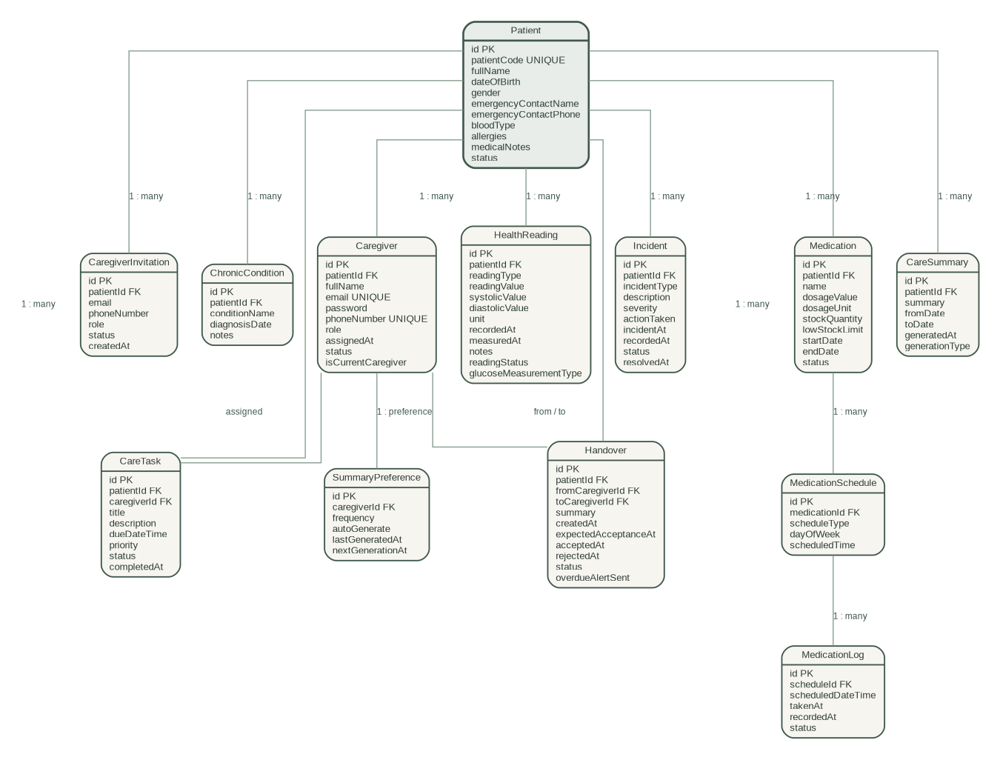 Patient
id PK
patientCode UNIQUE
fullName
dateOfBirth
gender
emergencyContactName
emergencyContactPhone
bloodType
allergies
medicalNotes
status
1 : many
1 : many
1 : many
1 : many
1 : many
1 : many
1 : many
CaregiverInvitation
id PK
patientId FK
email
phoneNumber
role
status
createdAt
ChronicCondition
id PK
patientId FK
conditionName
diagnosisDate
notes
Caregiver
id PK
patientId FK
fullName
email UNIQUE
password
phoneNumber UNIQUE
role
assignedAt
status
isCurrentCaregiver
HealthReading
id PK
patientId FK
readingType
readingValue
systolicValue
diastolicValue
unit
recordedAt
measuredAt
notes
readingStatus
glucoseMeasurementType
Incident
id PK
patientId FK
incidentType
description
severity
actionTaken
incidentAt
recordedAt
status
resolvedAt
Medication
id PK
patientId FK
name
dosageValue
dosageUnit
stockQuantity
lowStockLimit
startDate
endDate
status
CareSummary
id PK
patientId FK
summary
fromDate
toDate
generatedAt
generationType
1 : many
1 : many
assigned
1 : preference
from / to
1 : many
CareTask
id PK
patientId FK
caregiverId FK
title
description
dueDateTime
priority
status
completedAt
SummaryPreference
id PK
caregiverId FK
frequency
autoGenerate
lastGeneratedAt
nextGenerationAt
Handover
id PK
patientId FK
fromCaregiverId FK
toCaregiverId FK
summary
createdAt
expectedAcceptanceAt
acceptedAt
rejectedAt
status
overdueAlertSent
MedicationSchedule
id PK
medicationId FK
scheduleType
dayOfWeek
scheduledTime
1 : many
MedicationLog
id PK
scheduleId FK
scheduledDateTime
takenAt
recordedAt
status